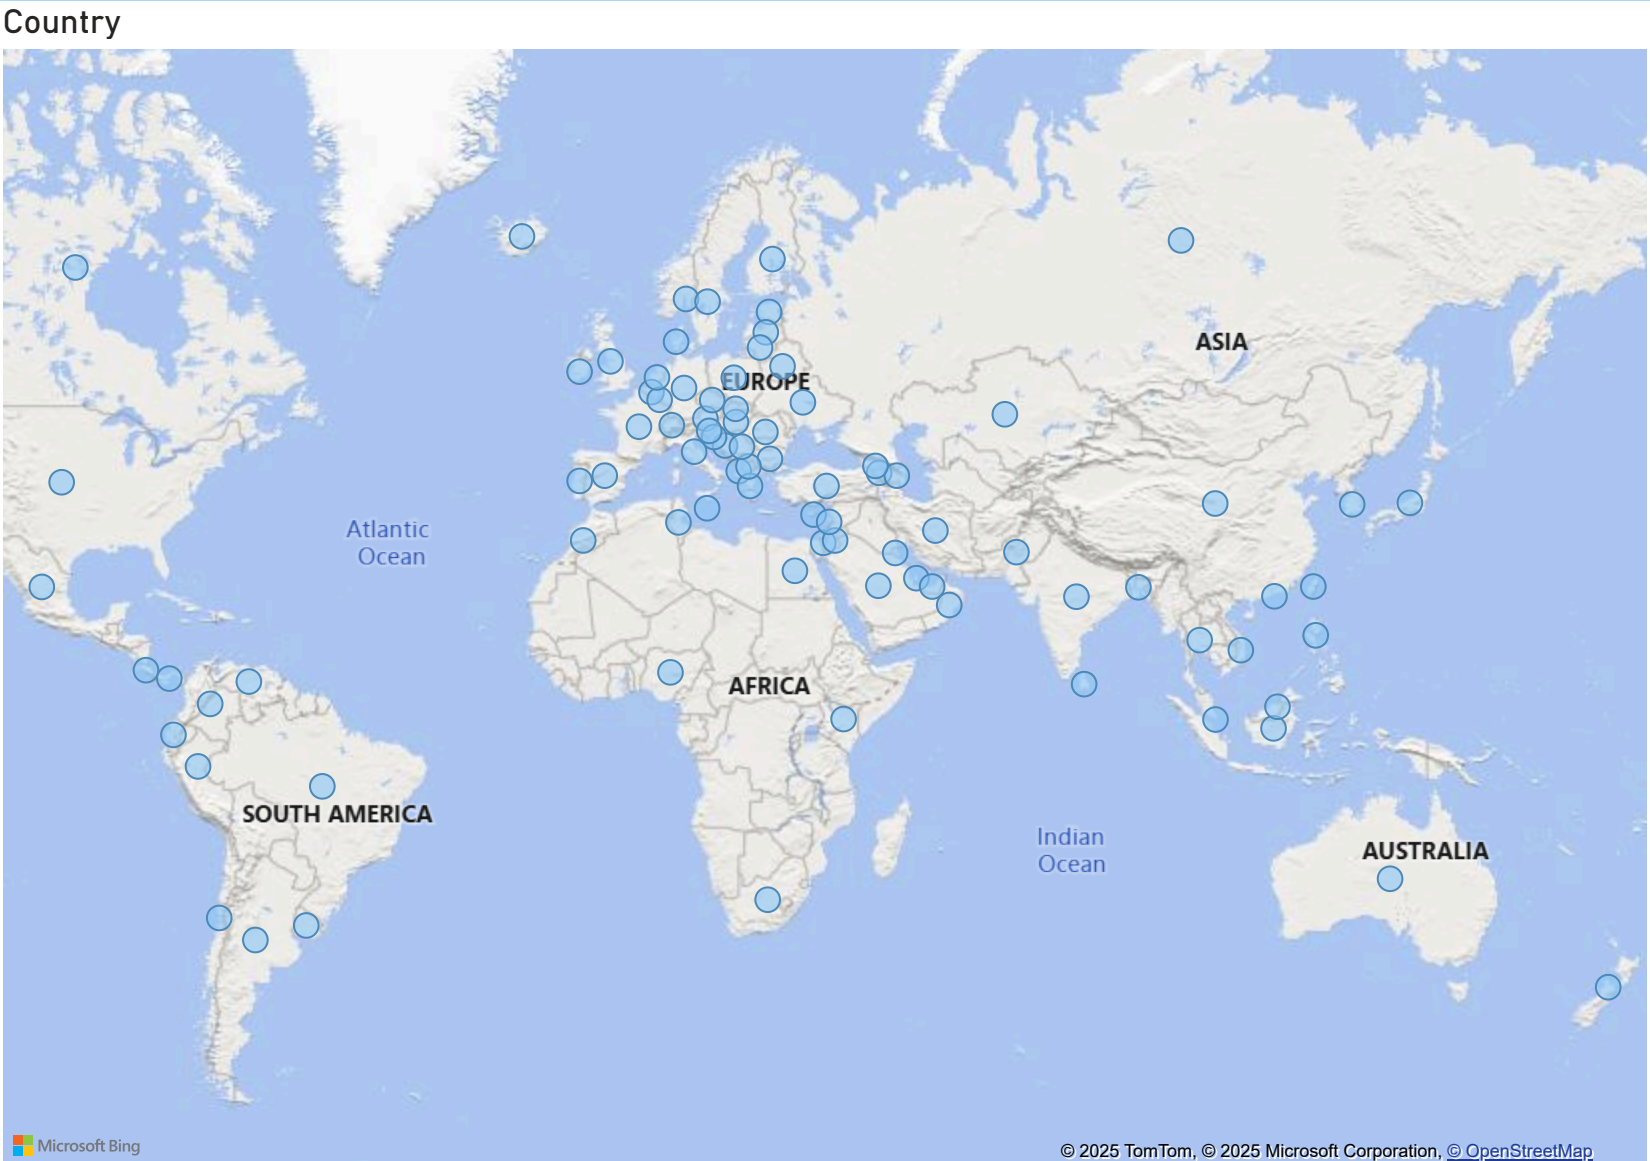 Country
ASIA
EUROPE
Atlantic
Ocean
AFRICA
SOUTH AMERICA
Indian
Ocean
AUSTRALIA
Microsoft Bing
© 2025 TomTom, © 2025 Microsoft Corporation, © OpenStreetMap